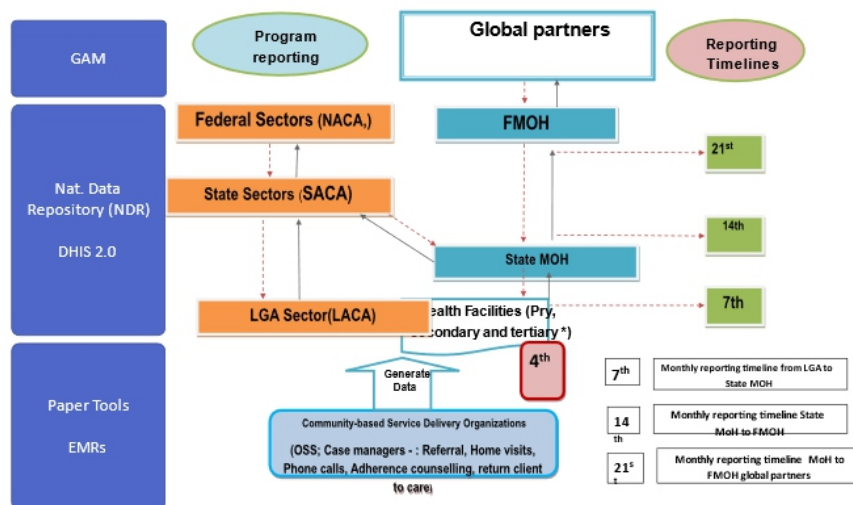 GAM
Program
reporting
Global partners
Reporting
Timelines
Federal Sectors (NACA,)
FMOH
21st
Nat. Data
Repository (NDR)
DHIS 2.0
State Sectors (SACA)
14th
State MOH
LGA Sector(LACA)
ealth Facilities (Pry,
econdary and tertiary *)
7th
4th
Generate
Data
Paper Tools
EMRs
Community-based Service Delivery Organizations
(OSS; Case managers - : Referral, Home visits,
Phone calls, Adherence counselling, return client
to care)
7th
Monthly reporting timeline from LGA to
State MOH
14
th
Monthly reporting timeline State
MoH to FMOH
21s
t
Monthly reporting timeline MoH to
FMOH global partners